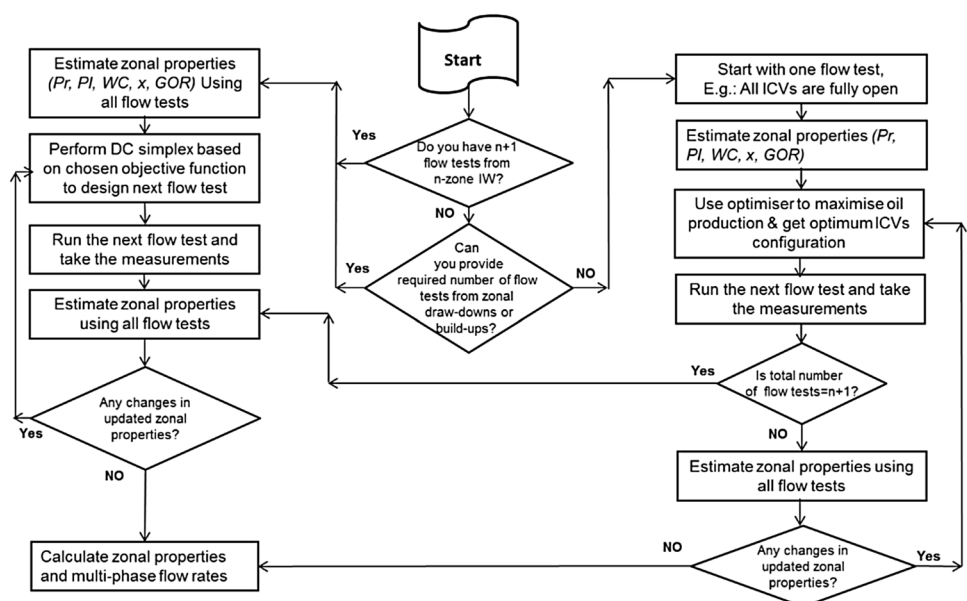 Start
Do you have n+1
flow tests from
n-zone IW?
Yes
NO
Can
you provide
required number of flow
tests from zonal
draw-downs or
build-ups?
Yes
NO
Estimate zonal properties
(Pr, PI, WC, x, GOR) Using
all flow tests
Perform DC simplex based
on chosen objective function
to design next flow test
Run the next flow test and
take the measurements
Estimate zonal properties
using all flow tests
Any changes in
updated zonal
properties?
Yes
NO
Calculate zonal properties
and multi-phase flow rates
Start with one flow test,
E.g.: All ICVs are fully open
Estimate zonal properties (Pr,
PI, WC, x, GOR)
Use optimiser to maximise oil
production & get optimum ICVs
configuration
Run the next flow test and take
the measurements
Is total number
of flow tests=n+1?
Yes
NO
Estimate zonal properties using
all flow tests
Any changes in
updated zonal
properties?
NO
Yes